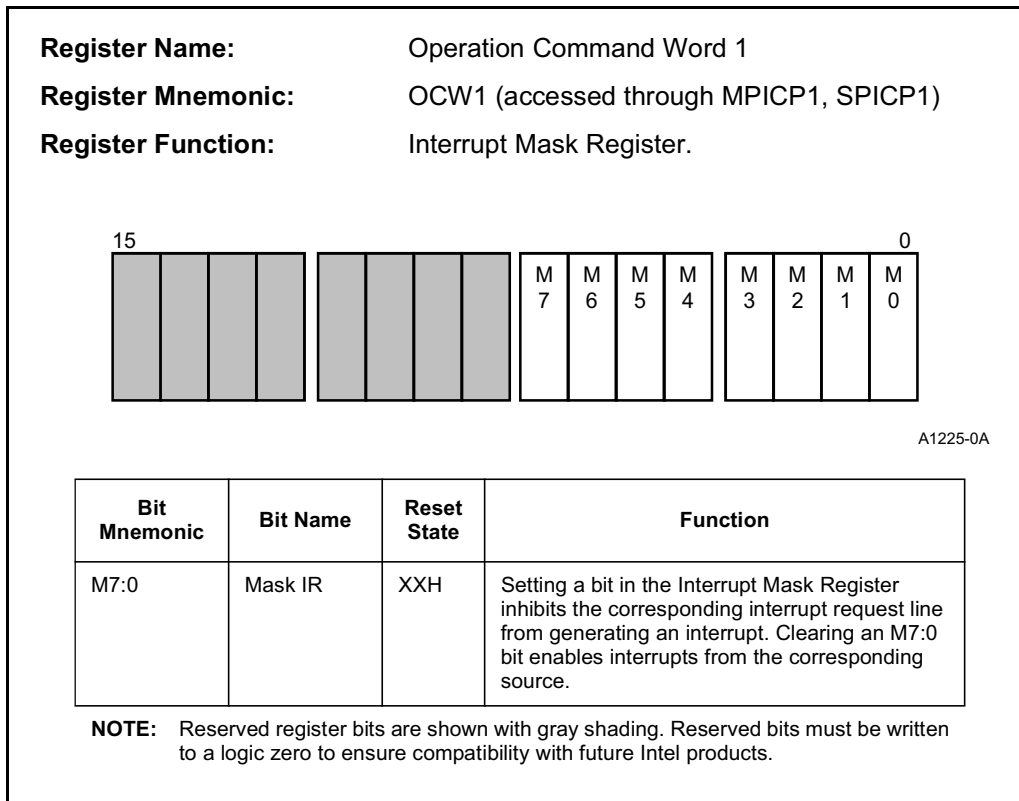 Register Name: Operation Command Word 1
Register Mnemonic: OCW1 (accessed through MPICP1, SPICP1)
Register Function: Interrupt Mask Register.
15 0
M M M M M M M M
7 6 5 4 3 2 1 0
A1225-0A
Bit Mnemonic Bit Name Reset State Function
M7:0 Mask IR XXH Setting a bit in the Interrupt Mask Register
inhibits the corresponding interrupt request line
from generating an interrupt. Clearing an M7:0
bit enables interrupts from the corresponding
source.
NOTE: Reserved register bits are shown with gray shading. Reserved bits must be written
to a logic zero to ensure compatibility with future Intel products.